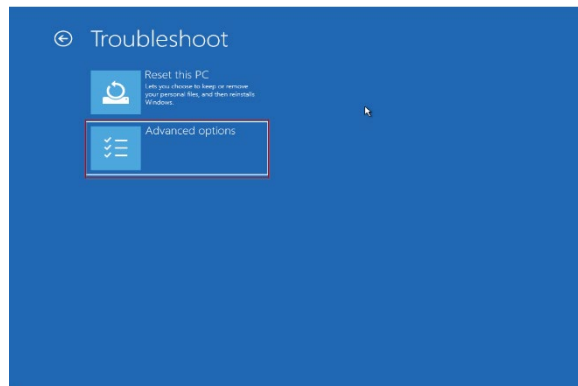 Troubleshoot
Reset this PC
Lets you choose to keep or remove
your personal files, and then reinstalls
Windows.
Advanced options